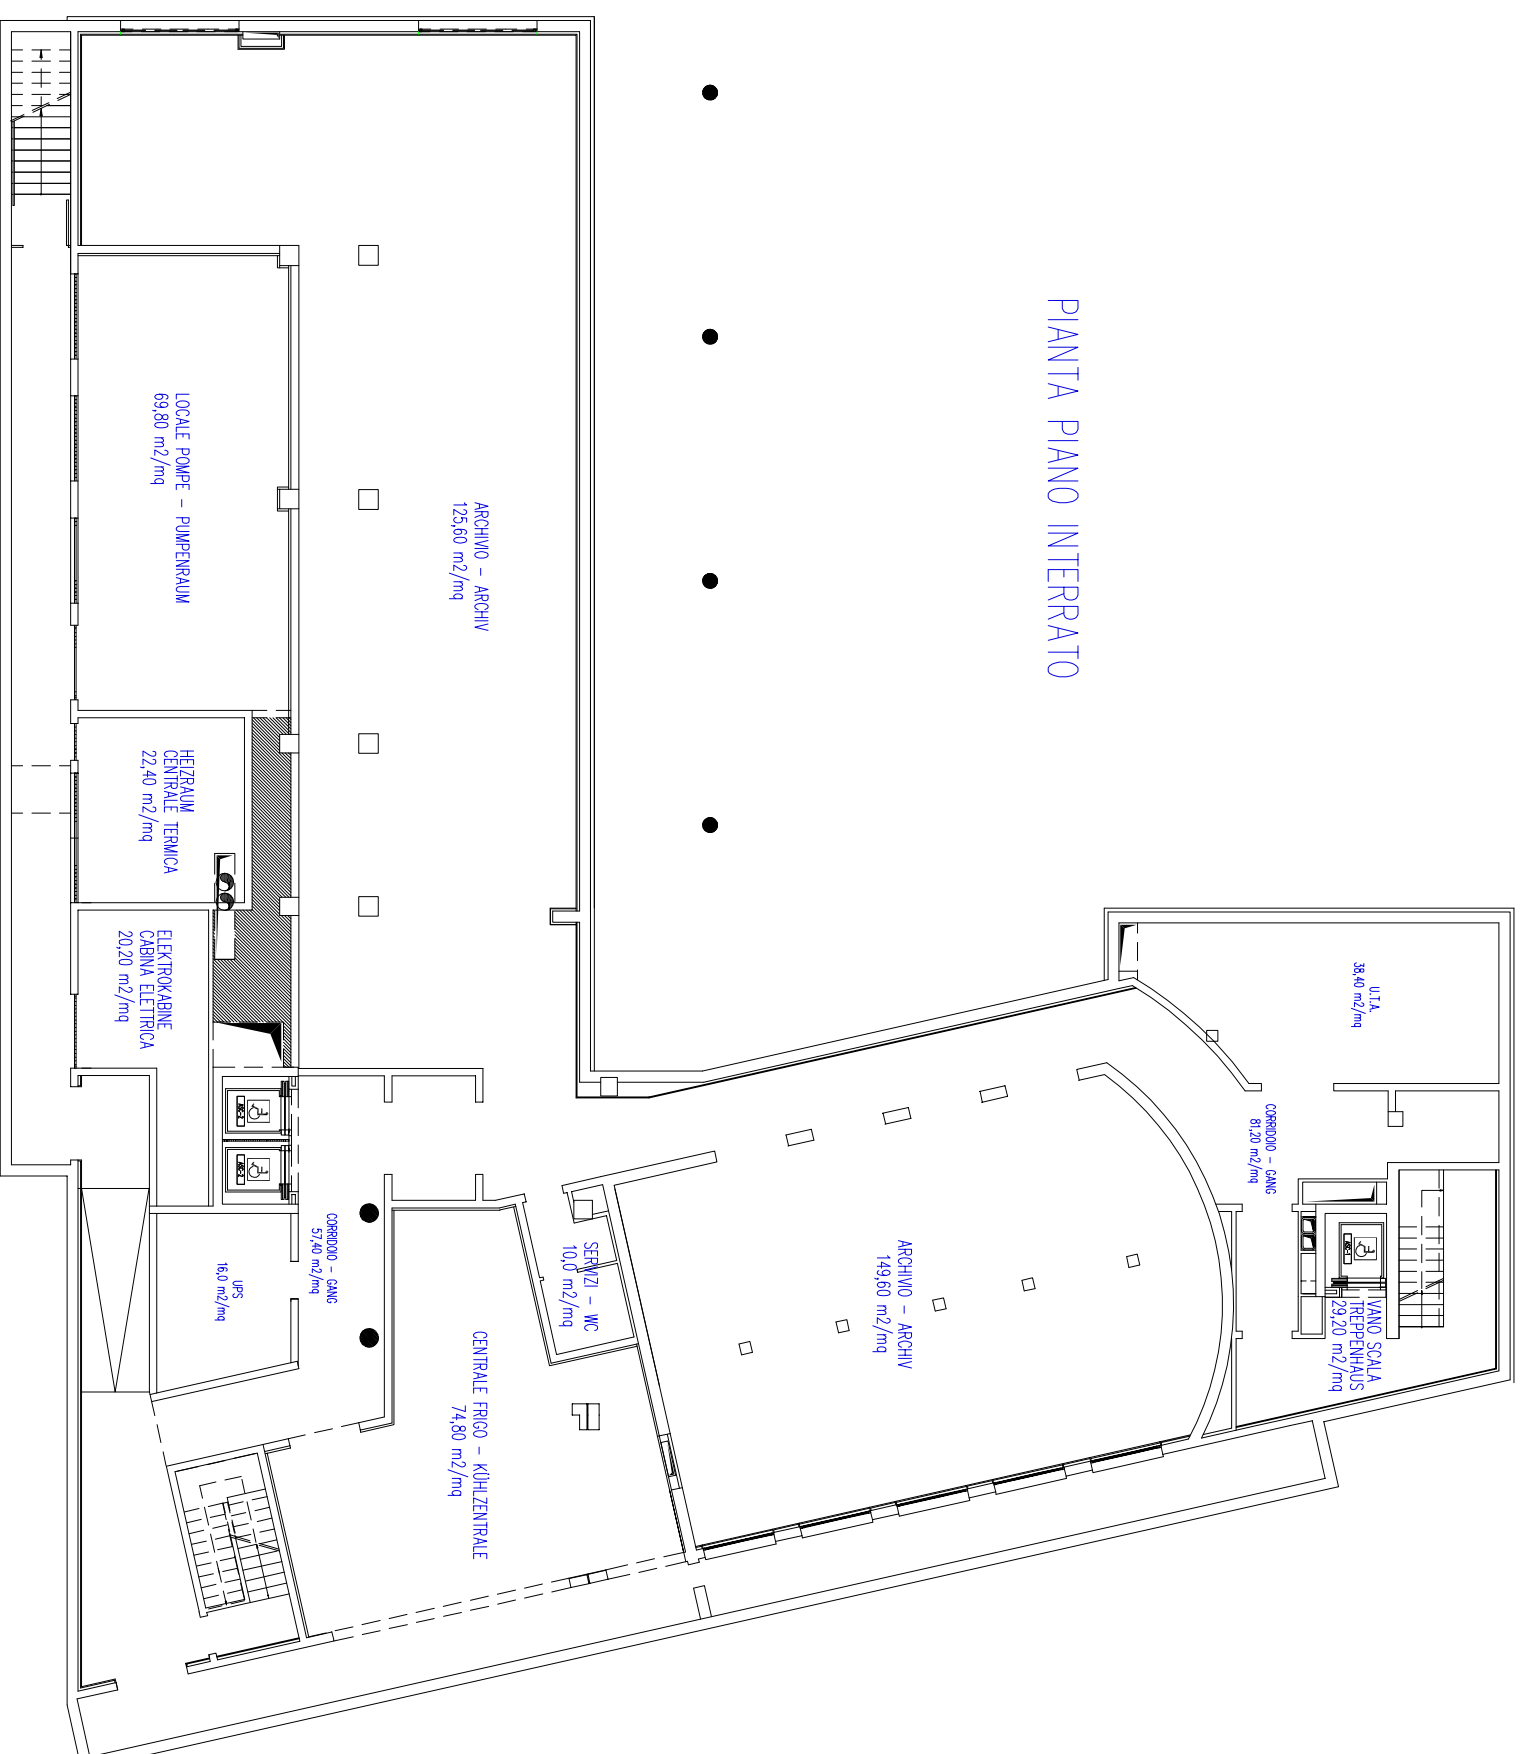 PIANTA PIANO INTERRATO
U.T.A.
38,40 m2/mq
CORRIDOIO - GANG
81,20 m2/mq
VANO SCALA
TREPPENHAUS
29,20 m2/mq
ASC-1
ARCHIVIO - ARCHIV
149,60 m2/mq
ARCHIVIO - ARCHIV
125,60 m2/mq
SERVIZI - WC
10,0 m2/mq
CENTRALE FRIGO - KÜHLZENTRALE
74,80 m2/mq
CORRIDOIO - GANG
57,40 m2/mq
UPS
16,0 m2/mq
LOCALE POMPE - PUMPENRAUM
69,80 m2/mq
HEIZRAUM
CENTRALE TERMICA
22,40 m2/mq
ELEKTROKABINE
CABINA ELETTRICA
20,20 m2/mq